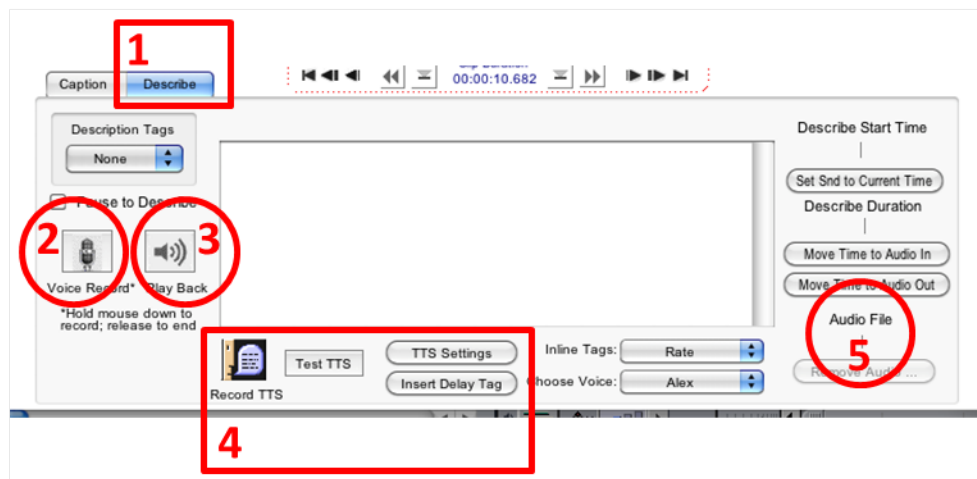 1
Clip Duration
00:00:10.682
Caption
Describe
Description Tags
None
Pause to Describe
2
3
Voice Record*
Play Back
*Hold mouse down to
record; release to end
Describe Start Time
Set Snd to Current Time
Describe Duration
Move Time to Audio In
Move Time to Audio Out
Audio File
5
Remove Audio ...
Record TTS
Test TTS
TTS Settings
Insert Delay Tag
Inline Tags:
Rate
Choose Voice:
Alex
4